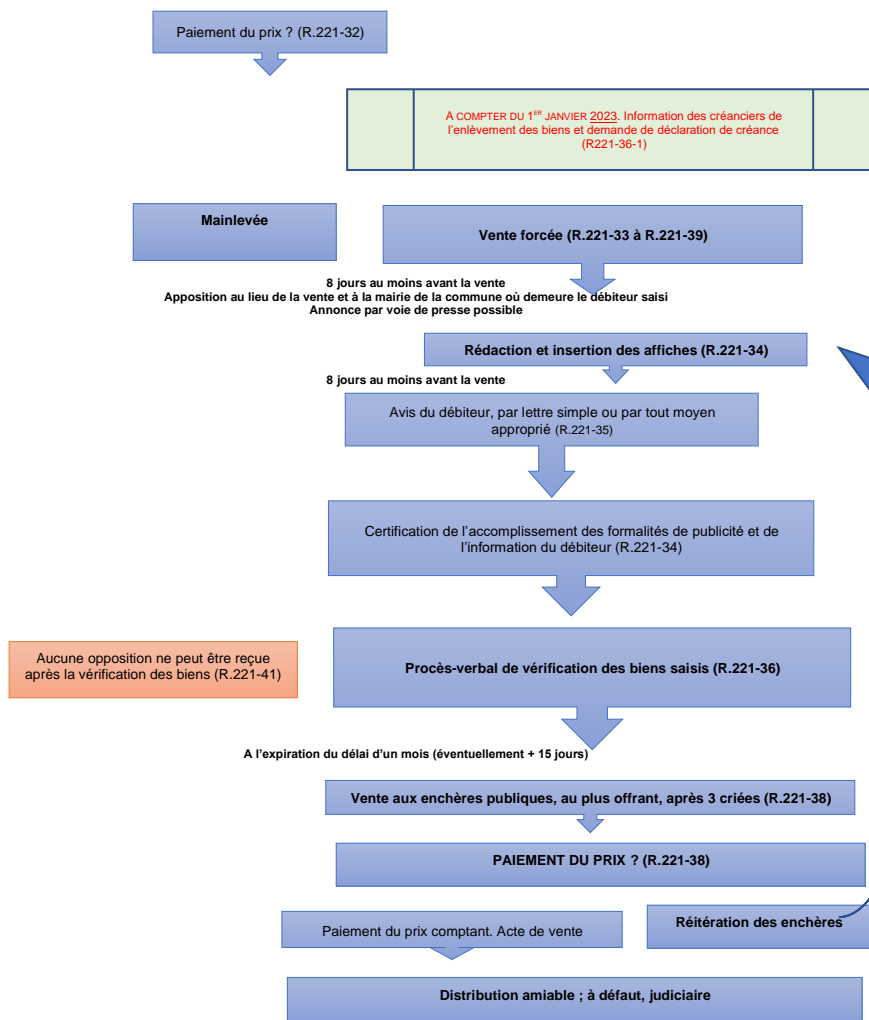 Paiement du prix ? (R.221-32)
A COMPTER DU 1ER JANVIER 2023. Information des créanciers de
l'enlèvement des biens et demande de déclaration de créance
(R221-36-1)
Mainlevée
Vente forcée (R.221-33 à R.221-39)
8 jours au moins avant la vente
Apposition au lieu de la vente et à la mairie de la commune où demeure le débiteur saisi
Annonce par voie de presse possible
Rédaction et insertion des affiches (R.221-34)
8 jours au moins avant la vente
Avis du débiteur, par lettre simple ou par tout moyen
approprié (R.221-35)
Certification de l'accomplissement des formalités de publicité et de
l'information du débiteur (R.221-34)
Aucune opposition ne peut être reçue
après la vérification des biens (R.221-41)
Procès-verbal de vérification des biens saisis (R.221-36)
A l'expiration du délai d'un mois (éventuellement + 15 jours)
Vente aux enchères publiques, au plus offrant, après 3 criées (R.221-38)
PAIEMENT DU PRIX ? (R.221-38)
Paiement du prix comptant. Acte de vente
Réitération des enchères
Distribution amiable ; à défaut, judiciaire